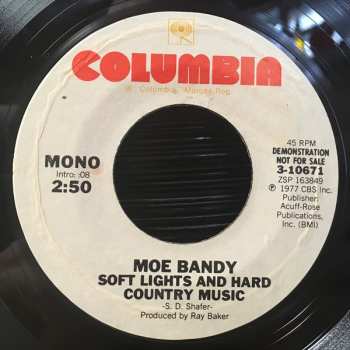 COLUMBIA
® "Columbia," Marcas Reg.
MONO
Intro: :08
2:50
45 RPM
DEMONSTRATION
NOT FOR SALE
3-10671
ZSP 163849
℗ 1977 CBS Inc.
Publisher:
Acuff-Rose
Publications,
Inc. (BMI)
MOE BANDY
SOFT LIGHTS AND HARD
COUNTRY MUSIC
-S. D. Shafer-
Produced by Ray Baker